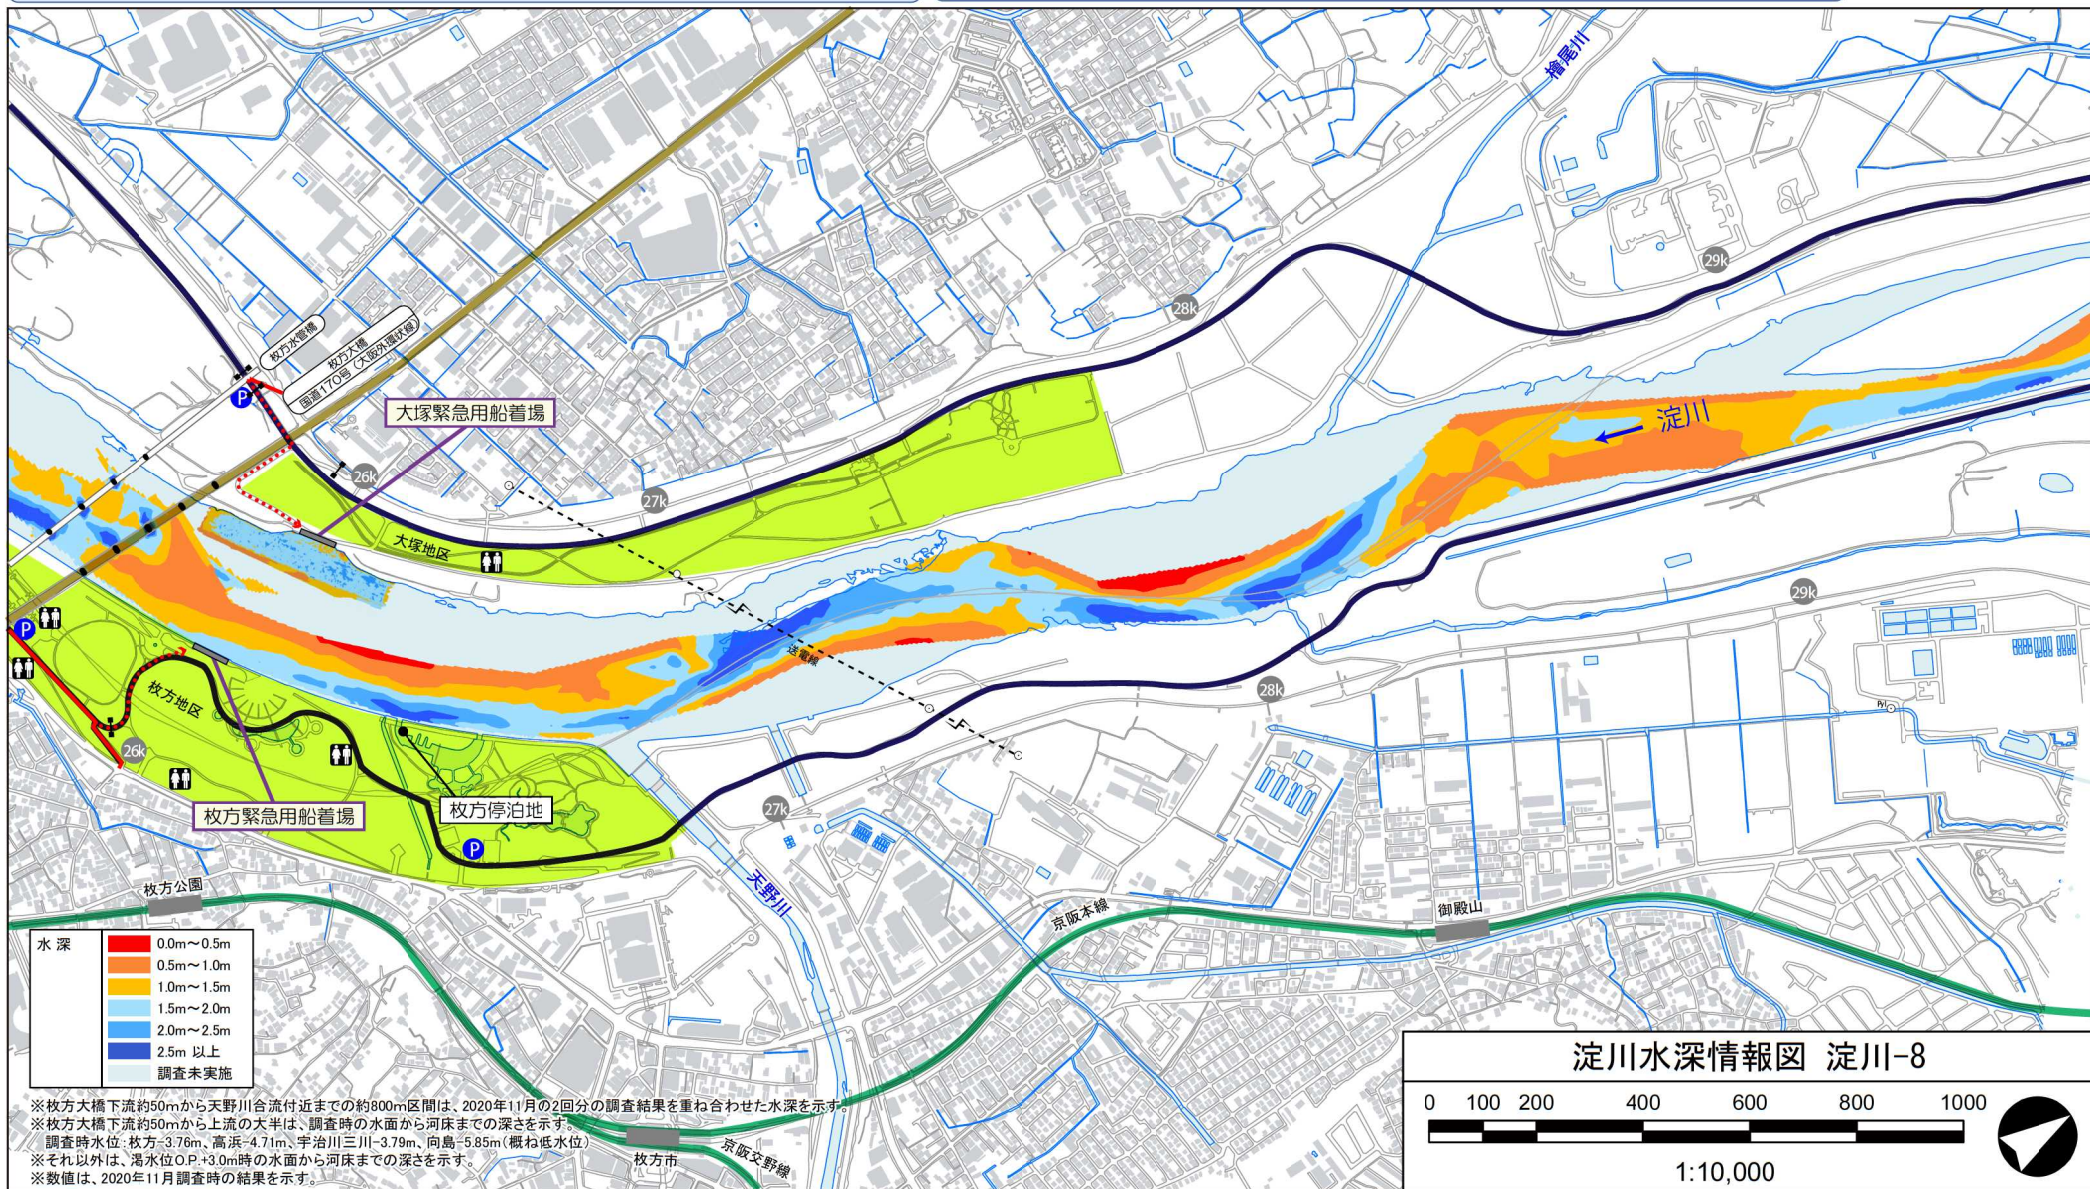 檜尾川
29k
28k
枚方水管橋
枚方大橋
国道170号(大阪外環状線)
P
大塚緊急用船着場
淀川
26k
27k
大塚地区
29k
送電線
P
枚方地区
28k
Pyl
26k
枚方停泊地
27k
枚方緊急用船着場
P
天野川
枚方公園
京阪本線
御殿山
水 深
0.0m～0.5m
0.5m～1.0m
1.0m～1.5m
1.5m～2.0m
2.0m～2.5m
2.5m 以上
調査未実施
淀川水深情報図 淀川-8
0 100 200 400 600 800 1000
1:10,000
※枚方大橋下流約50mから天野川合流付近までの約800m区間は、2020年11月の2回分の調査結果を重ね合わせた水深を示す。
※枚方大橋下流約50mから上流の大半は、調査時の水面から河床までの深さを示す。
調査時水位:枚方-3.76m、高浜-4.71m、宇治川三川-3.79m、向島-5.85m(概ね低水位)
※それ以外は、渇水位O.P.+3.0m時の水面から河床までの深さを示す。
※数値は、2020年11月調査時の結果を示す。
枚方市
京阪交野線